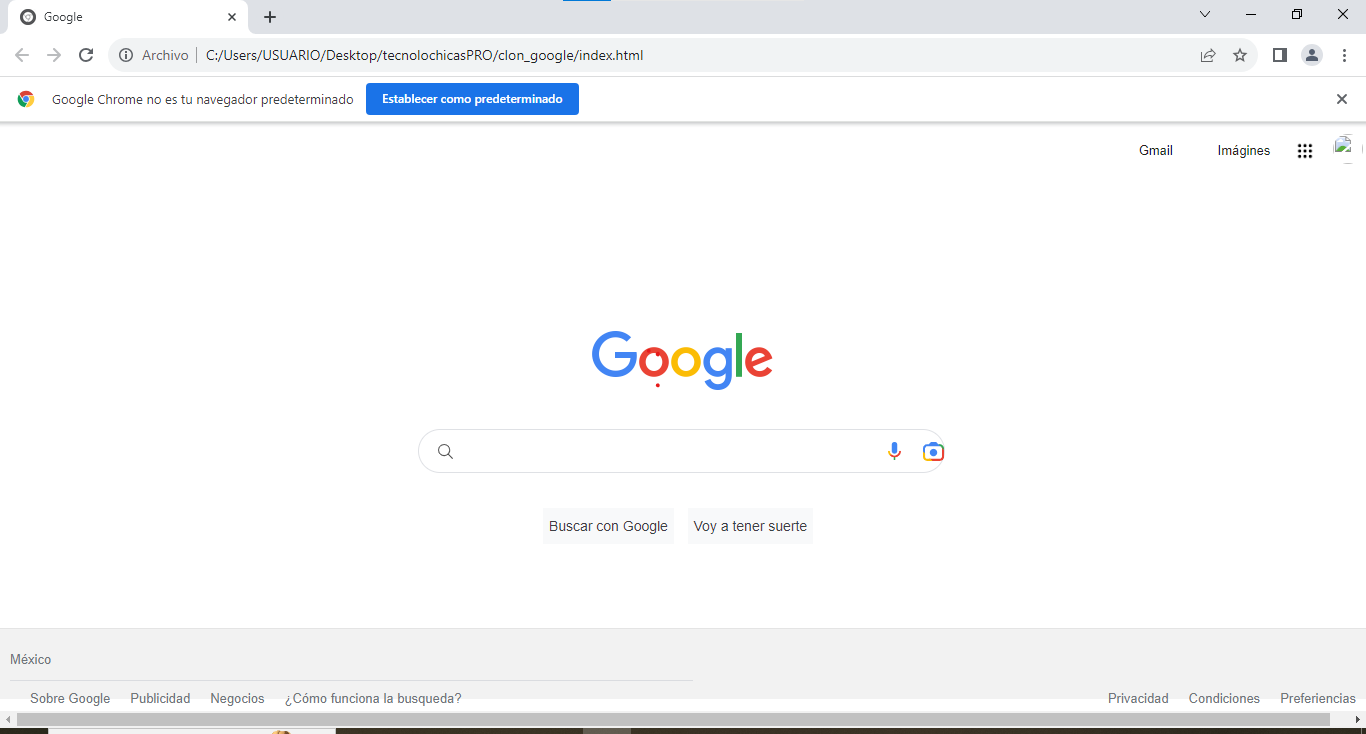 Google
Archivo C:/Users/USUARIO/Desktop/tecnolochicasPRO/clon_google/index.html
Google Chrome no es tu navegador predeterminado Establecer como predeterminado
Gmail Imágines
Google
Buscar con Google Voy a tener suerte
México
Sobre Google Publicidad Negocios ¿Cómo funciona la busqueda? Privacidad Condiciones Preferiencias